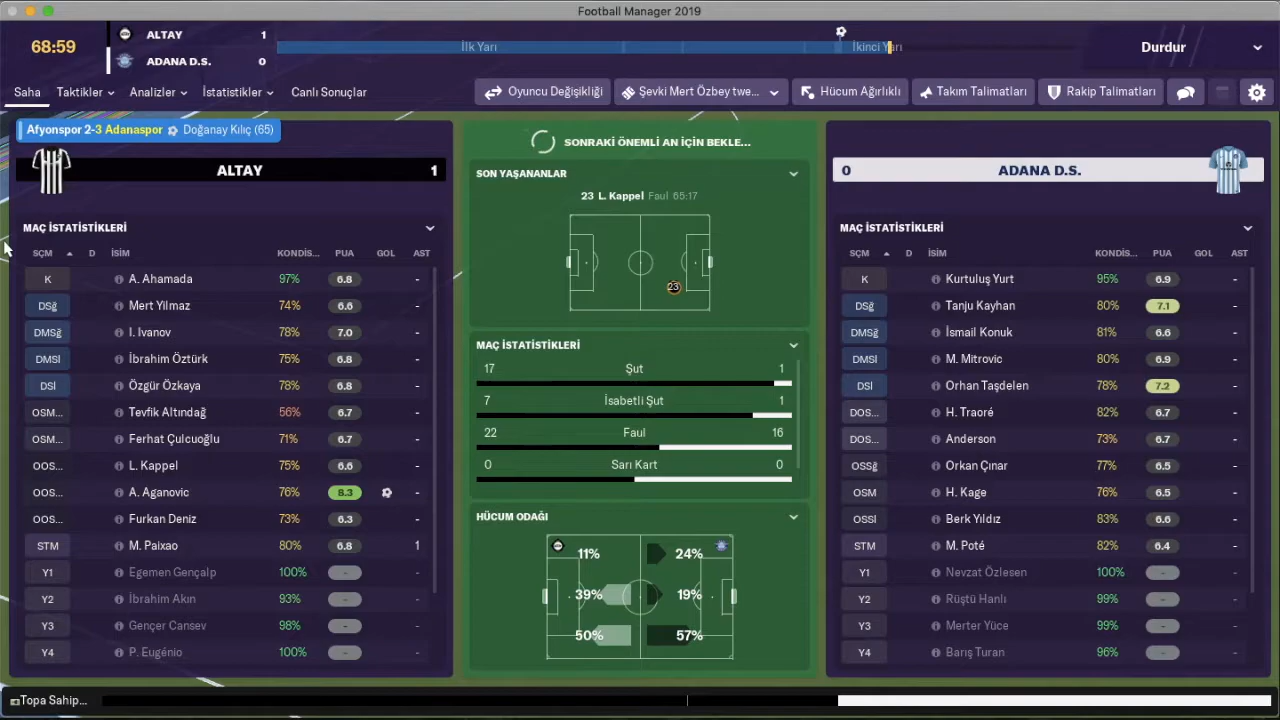 Football Manager 2019
68:59
ALTAY 1
ADANA D.S. 0
İlk Yarı
İkinci Yarı
Durdur
Saha Taktikler Analizler İstatistikler Canlı Sonuçlar
Oyuncu Değişikliği Şevki Mert Özbey twe... Hücum Ağırlıklı Takım Talimatları Rakip Talimatları
Afyonspor 2-3 Adanaspor Doğanay Kılıç (65)
ALTAY 1
MAÇ İSTATİSTİKLERİ
SÇM D İSİM KONDİS... PUA GOL AST
K A. Ahamada 97% 6.8 -
DSğ Mert Yilmaz 74% 6.6 -
DMSğ I. Ivanov 78% 7.0 -
DMSl İbrahim Öztürk 75% 6.8 -
DSl Özgür Özkaya 78% 6.8 -
OSM... Tevfik Altındağ 56% 6.7 -
OSM... Ferhat Çulcuoğlu 71% 6.7 -
OOS... L. Kappel 75% 6.6 -
OOS... A. Aganovic 76% 8.3 -
OOS... Furkan Deniz 73% 6.3 -
STM M. Paixao 80% 6.8 1
Y1 Egemen Gençalp 100% -
Y2 İbrahim Akın 93% -
Y3 Gençer Cansev 98% -
Y4 P. Eugénio 100% -
SONRAKİ ÖNEMLİ AN İÇİN BEKLE...
SON YAŞANANLAR
23 L. Kappel Faul 65:17
23
MAÇ İSTATİSTİKLERİ
17 Şut 1
7 İsabetli Şut 1
22 Faul 16
0 Sarı Kart 0
HÜCUM ODAĞI
11% 24%
39% 19%
50% 57%
0 ADANA D.S.
MAÇ İSTATİSTİKLERİ
SÇM D İSİM KONDİS... PUA GOL AST
K Kurtuluş Yurt 95% 6.9 -
DSğ Tanju Kayhan 80% 7.1 -
DMSğ İsmail Konuk 81% 6.6 -
DMSl M. Mitrovic 80% 6.9 -
DSl Orhan Taşdelen 78% 7.2 -
DOS... H. Traoré 82% 6.7 -
DOS... Anderson 73% 6.7 -
OSSğ Orkan Çınar 77% 6.5 -
OSM H. Kage 76% 6.5 -
OSSl Berk Yıldız 83% 6.6 -
STM M. Poté 82% 6.4 -
Y1 Nevzat Özlesen 100% -
Y2 Rüştü Hanlı 99% -
Y3 Merter Yüce 99% -
Y4 Barış Turan 96% -
Topa Sahip...